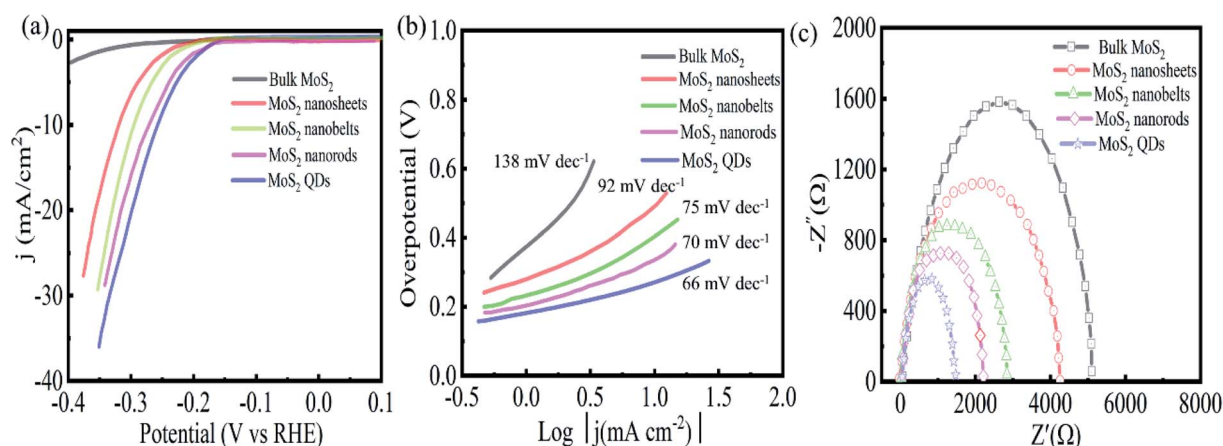 (a)
0
-10
-20
-30
-40
-0.4
-0.3
-0.2
-0.1
0.0
0.1
j (mA/cm²)
Potential (V vs RHE)
Bulk MoS₂
MoS₂ nanosheets
MoS₂ nanobelts
MoS₂ nanorods
MoS₂ QDs
(b)
1.0
0.8
0.6
0.4
0.2
0.0
-0.5
0.0
0.5
1.0
1.5
2.0
Overpotential (V)
Log |j(mA cm⁻²)|
Bulk MoS₂
MoS₂ nanosheets
MoS₂ nanobelts
MoS₂ nanorods
MoS₂ QDs
138 mV dec⁻¹
92 mV dec⁻¹
75 mV dec⁻¹
70 mV dec⁻¹
66 mV dec⁻¹
(c)
2000
1600
1200
800
400
0
0
2000
4000
6000
8000
-Z″(Ω)
Z′(Ω)
Bulk MoS₂
MoS₂ nanosheets
MoS₂ nanobelts
MoS₂ nanorods
MoS₂ QDs